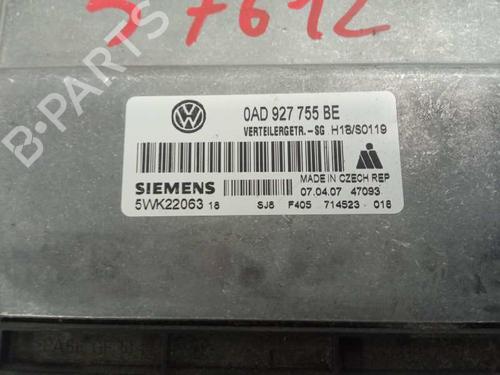 57612
0AD 927 755 BE
VERTEILERGETR.-SG H18/S0119
MADE IN CZECH REP
SIEMENS
07.04.07 47093
5WK22063 18
SJ8 F405 714523 018
B-PARTS